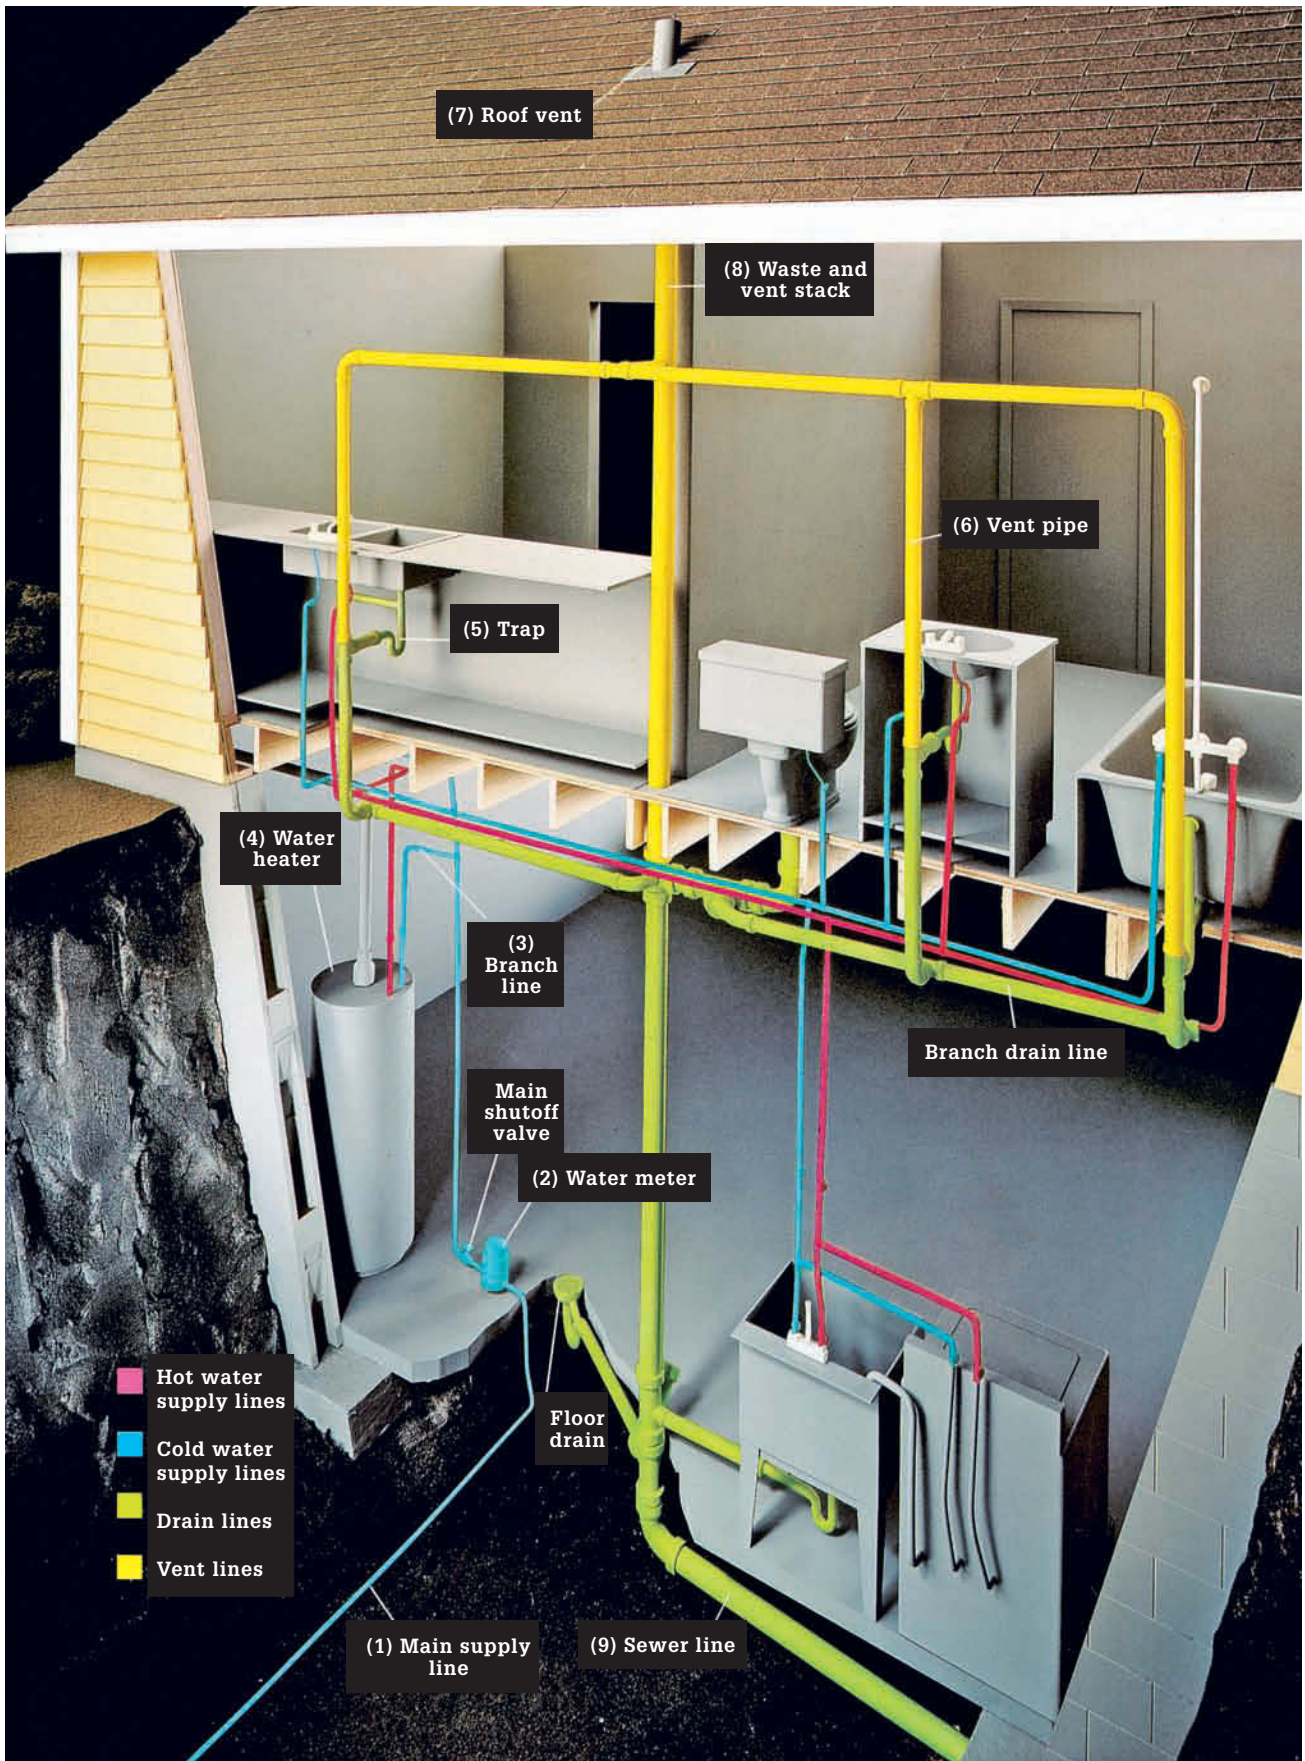 (7) Roof vent
(8) Waste and
vent stack
(6) Vent pipe
(5) Trap
(4) Water
heater
(3)
Branch
line
Branch drain line
Main
shutoff
valve
(2) Water meter
Hot water
supply lines
Cold water
supply lines
Drain lines
Vent lines
Floor
drain
(1) Main supply
line
(9) Sewer line